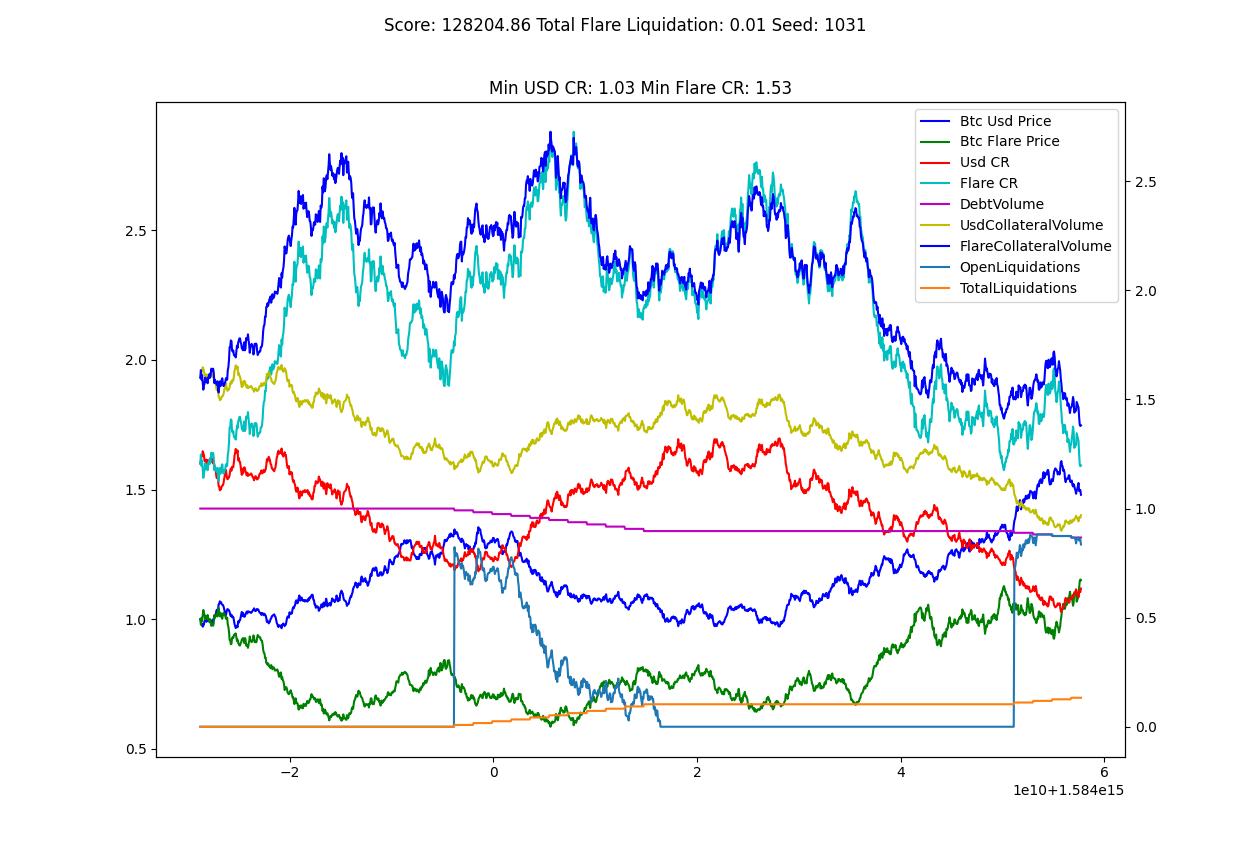 Score: 128204.86 Total Flare Liquidation: 0.01 Seed: 1031
Min USD CR: 1.03 Min Flare CR: 1.53
Btc Usd Price
Btc Flare Price
Usd CR
Flare CR
DebtVolume
UsdCollateralVolume
FlareCollateralVolume
OpenLiquidations
TotalLiquidations
2.5
2.0
1.5
1.0
0.5
2.5
2.0
1.5
1.0
0.5
0.0
−2
0
2
4
6
1e10+1.584e15